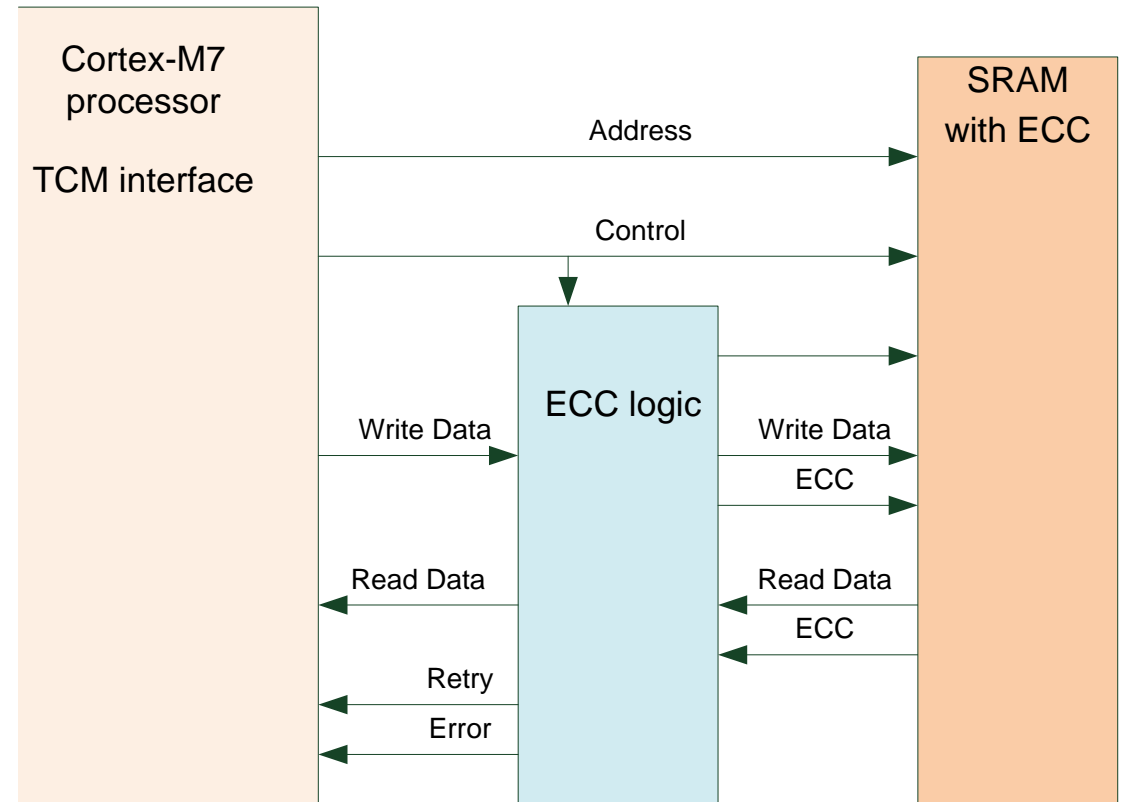 Cortex-M7
processor
TCM interface
SRAM
with ECC
Address
Control
ECC logic
Write Data
Write Data
ECC
Read Data
Read Data
ECC
Retry
Error